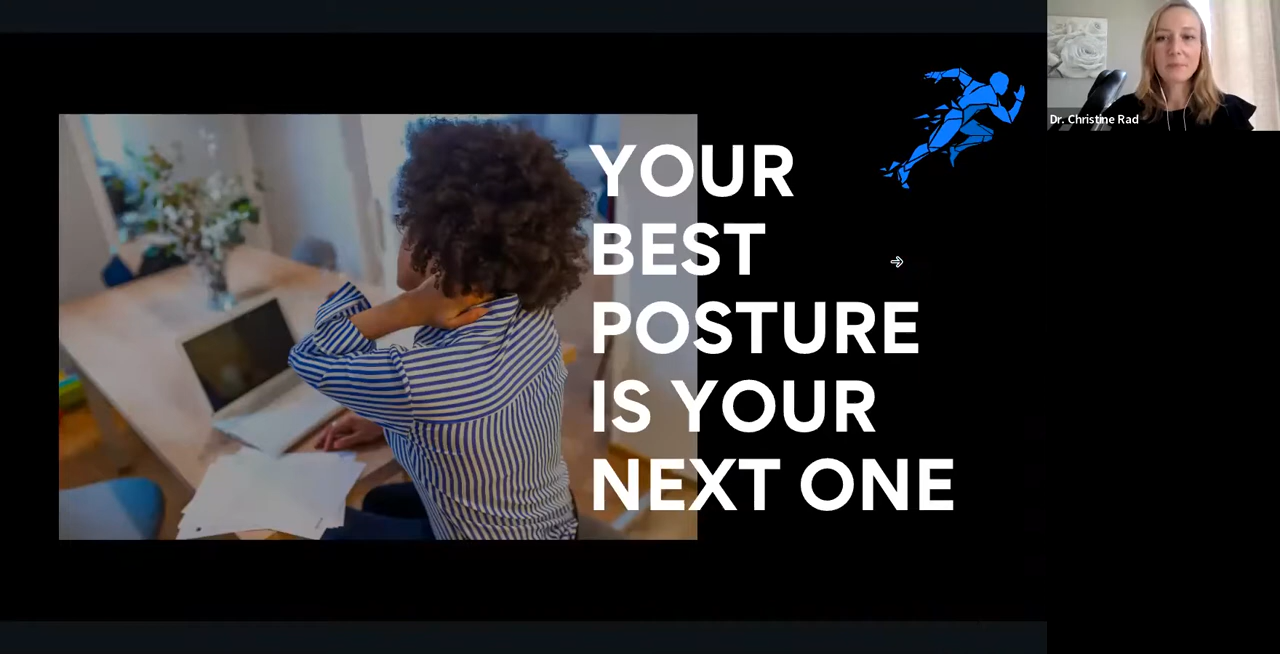 YOUR
BEST
POSTURE
IS YOUR
NEXT ONE
Dr. Christine Rad